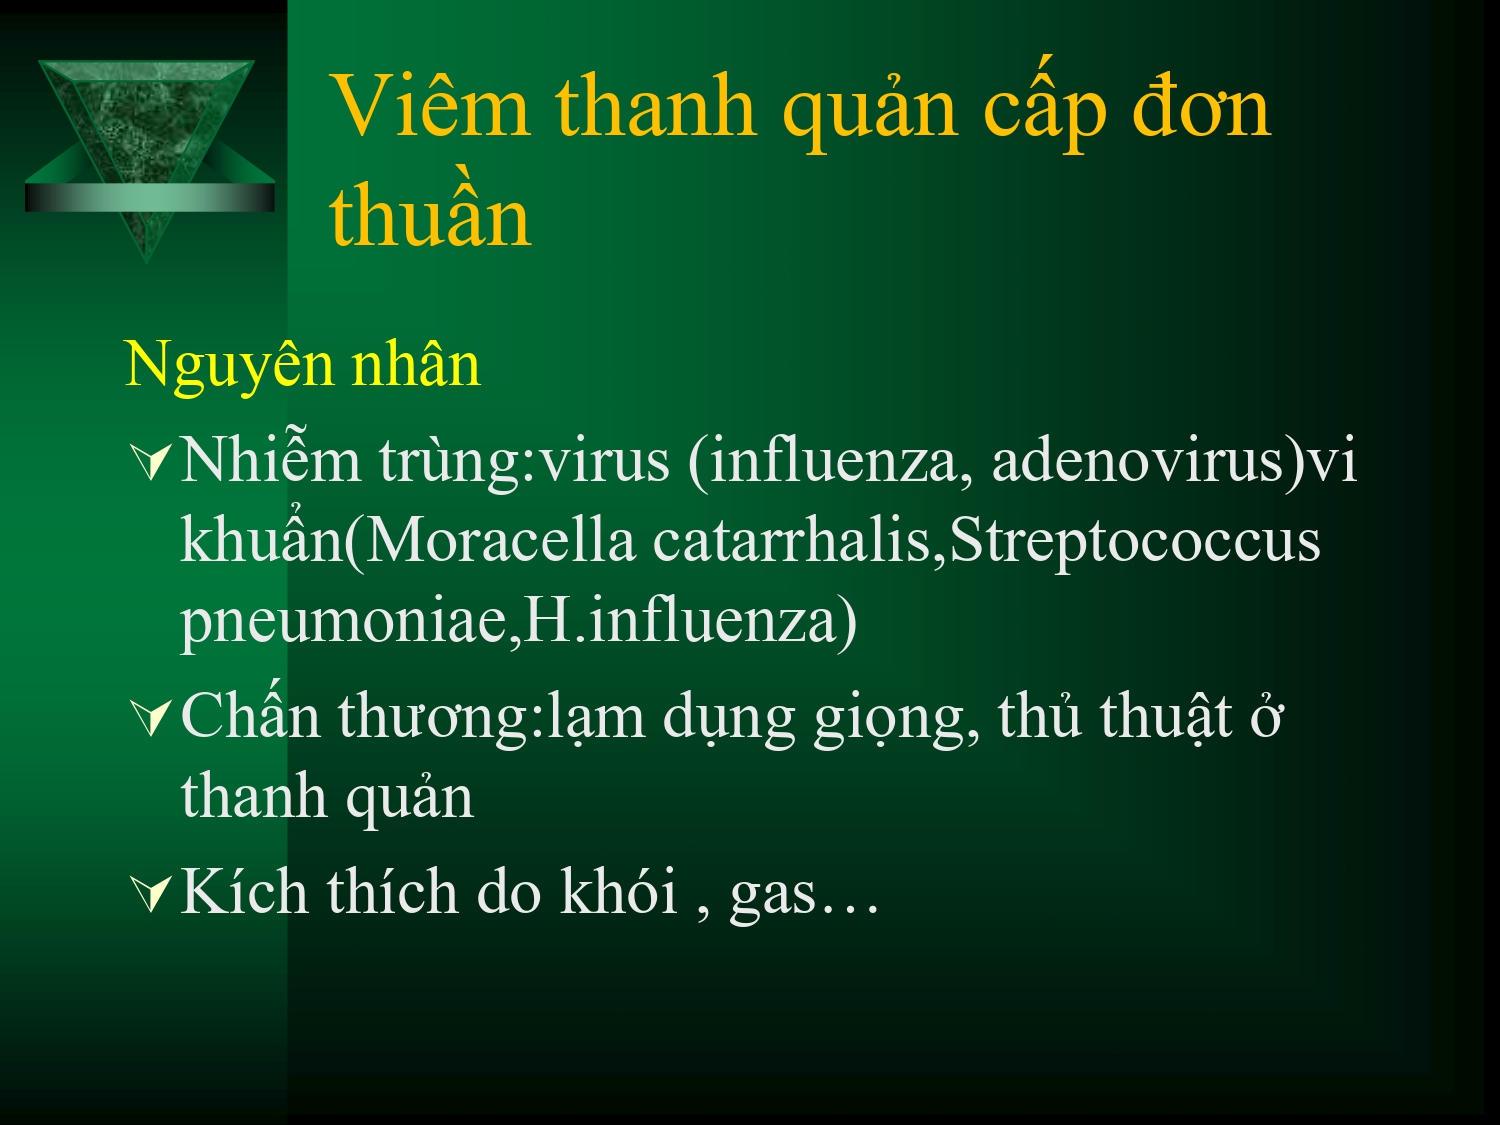 Viêm thanh quản cấp đơn
thuần
Nguyên nhân
Nhiễm trùng:virus (influenza, adenovirus)vi
khuẩn(Moracella catarrhalis,Streptococcus
pneumoniae,H.influenza)
Chấn thương:lạm dụng giọng, thủ thuật ở
thanh quản
Kích thích do khói , gas…